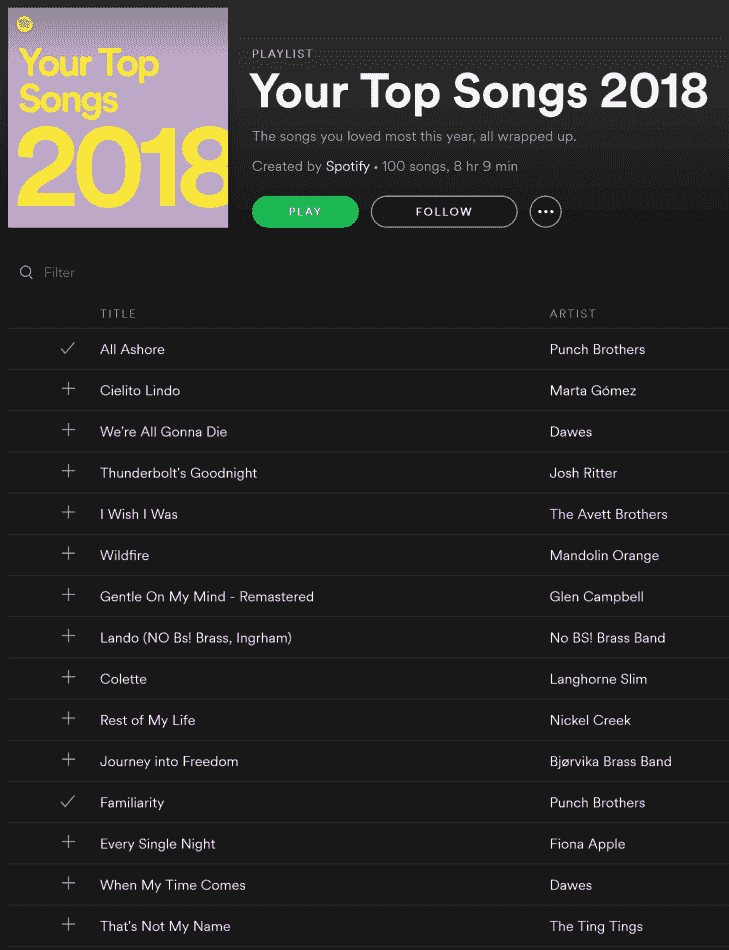 Your Top
Songs
2018
PLAYLIST
Your Top Songs 2018
The songs you loved most this year, all wrapped up.
Created by Spotify • 100 songs, 8 hr 9 min
PLAY FOLLOW
Filter
TITLE ARTIST
All Ashore Punch Brothers
Cielito Lindo Marta Gómez
We're All Gonna Die Dawes
Thunderbolt's Goodnight Josh Ritter
I Wish I Was The Avett Brothers
Wildfire Mandolin Orange
Gentle On My Mind - Remastered Glen Campbell
Lando (NO Bs! Brass, Ingrham) No BS! Brass Band
Colette Langhorne Slim
Rest of My Life Nickel Creek
Journey into Freedom Bjørvika Brass Band
Familiarity Punch Brothers
Every Single Night Fiona Apple
When My Time Comes Dawes
That's Not My Name The Ting Tings